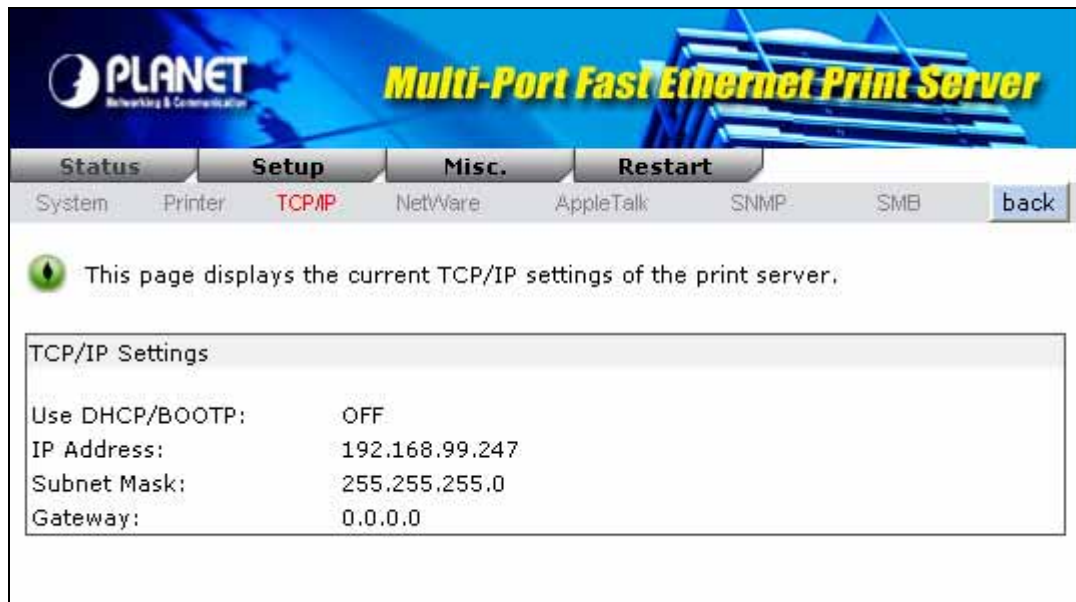 PLANET
Networking & Communication
Multi-Port Fast Ethernet Print Server
Status Setup Misc. Restart
System Printer TCP/IP NetWare AppleTalk SNMP SMB back
This page displays the current TCP/IP settings of the print server.
TCP/IP Settings
Use DHCP/BOOTP: OFF
IP Address: 192.168.99.247
Subnet Mask: 255.255.255.0
Gateway: 0.0.0.0